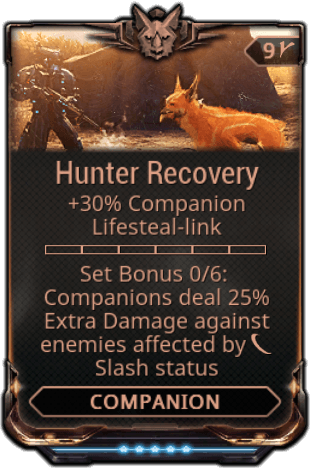 9
Hunter Recovery
+30% Companion
Lifesteal-link
Set Bonus 0/6:
Companions deal 25%
Extra Damage against
enemies affected by
Slash status
COMPANION